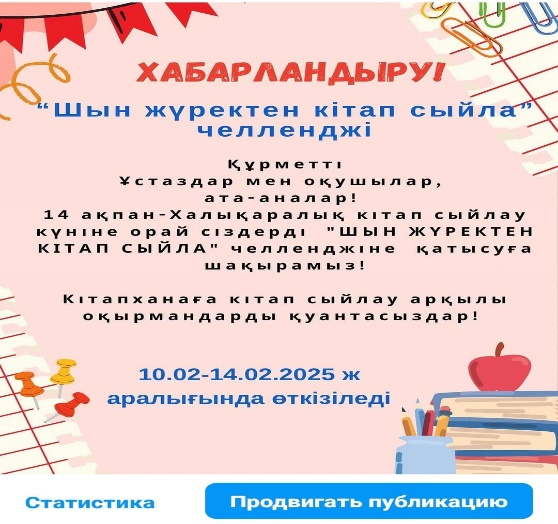 ХАБАРЛАНДЫРУ!
“Шын жүректен кітап сыйла”
челленджі
Құрметті
Ұстаздар мен оқушылар,
ата-аналар!
14 ақпан-Халықаралық кітап сыйлау
күніне орай сіздерді "ШЫН ЖҮРЕКТЕН
КІТАП СЫЙЛА" челленджіне қатысуға
шақырамыз!
Кітапханаға кітап сыйлау арқылы
оқырмандарды қуантасыздар!
10.02-14.02.2025 ж
аралығында өткізіледі
Статистика
Продвигать публикацию